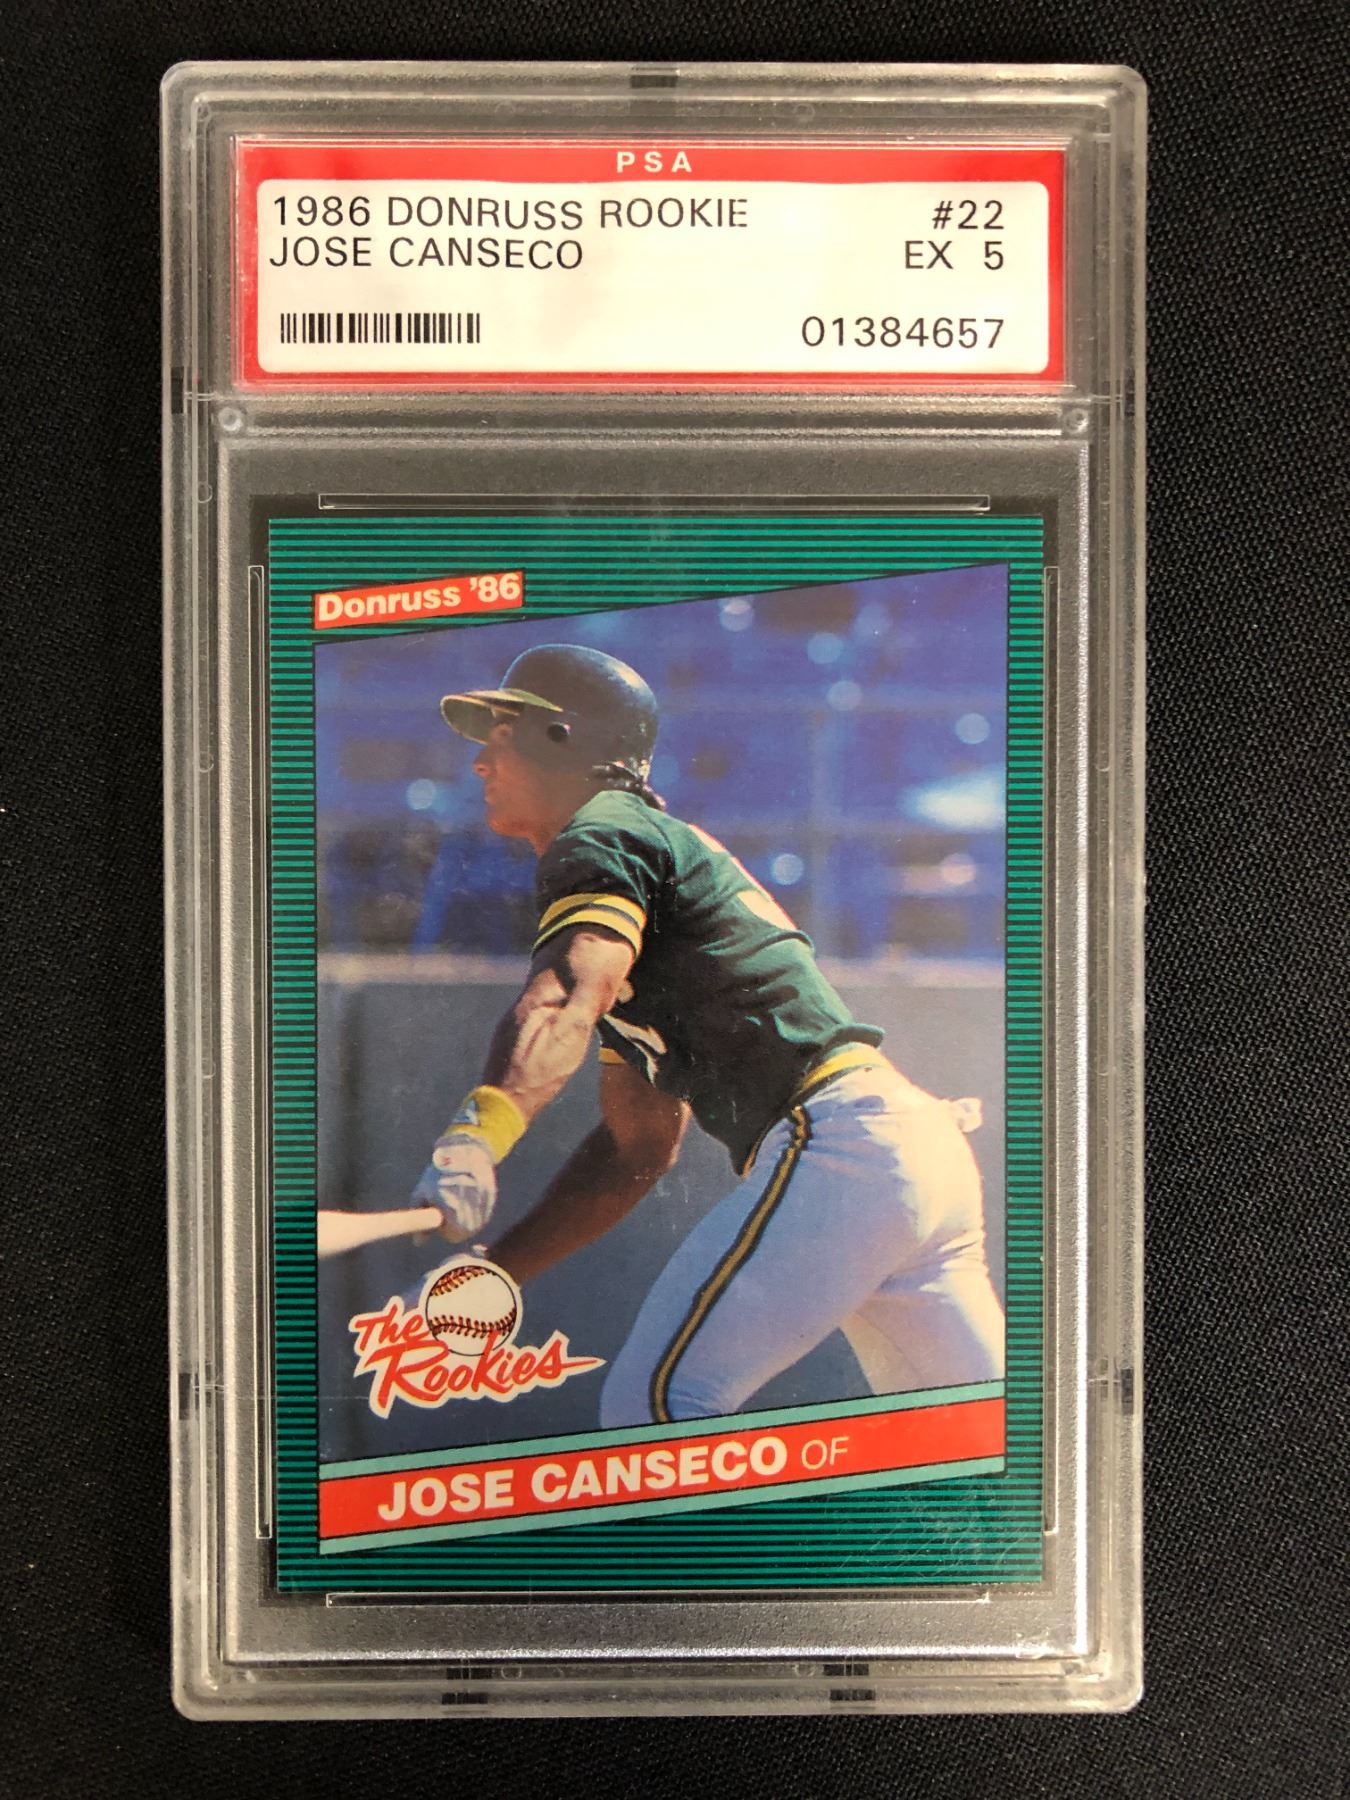 PSA
1986 DONRUSS ROOKIE #22
JOSE CANSECO EX 5
01384657
Donruss '86
The
Rookies
JOSE CANSECO OF